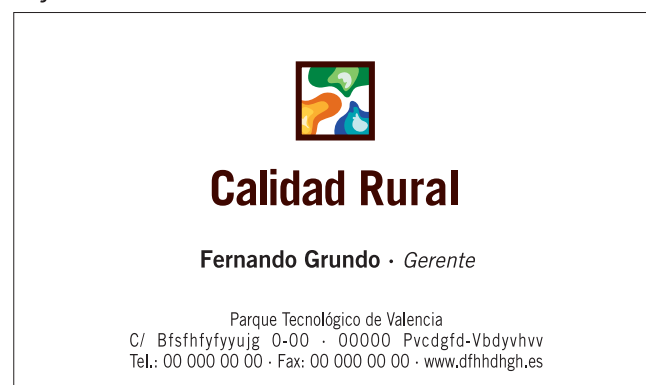 Calidad Rural
Fernando Grundo · Gerente
Parque Tecnológico de Valencia
C/ Bfsfhfyfyyujg 0-00 · 00000 Pvcdgfd-Vbdyvhvv
Tel.: 00 000 00 00 · Fax: 00 000 00 00 · www.dfhhdhgh.es